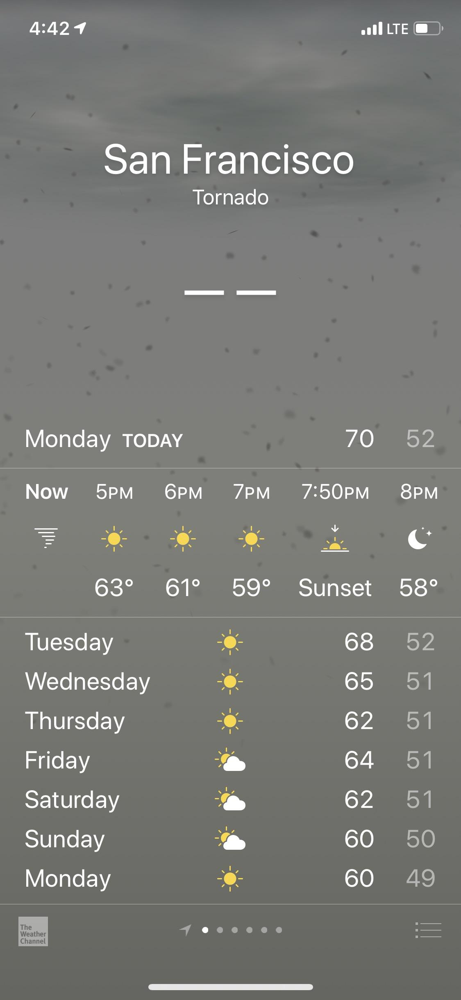 4:42 LTE
San Francisco
Tornado
— —
Monday TODAY 70 52
Now 5PM 6PM 7PM 7:50PM 8PM
63° 61° 59° Sunset 58°
Tuesday 68 52
Wednesday 65 51
Thursday 62 51
Friday 64 51
Saturday 62 51
Sunday 60 50
Monday 60 49
The
Weather
Channel